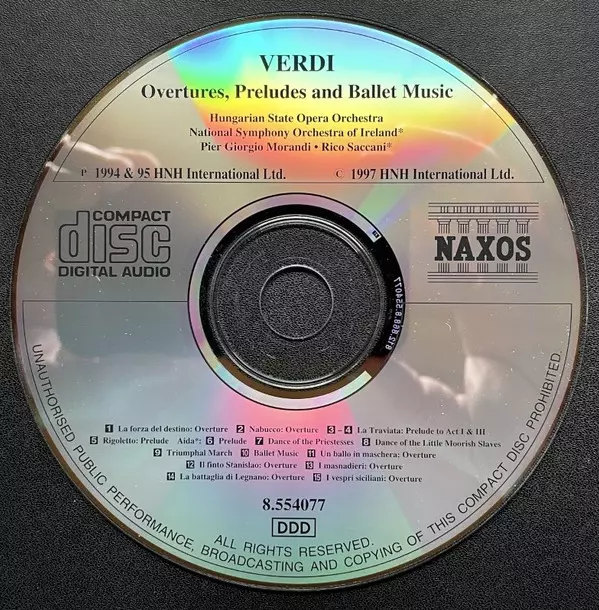 VERDI
Overtures, Preludes and Ballet Music
Hungarian State Opera Orchestra
National Symphony Orchestra of Ireland*
Pier Giorgio Morandi • Rico Saccani*
P 1994 & 95 HNH International Ltd.
C 1997 HNH International Ltd.
COMPACT
disc
DIGITAL AUDIO
NAXOS
1 La forza del destino: Overture 2 Nabucco: Overture 3 – 4 La Traviata: Prelude to Act I & III
5 Rigoletto: Prelude Aida*: 6 Prelude 7 Dance of the Priestesses 8 Dance of the Little Moorish Slaves
9 Triumphal March 10 Ballet Music 11 Un ballo in maschera: Overture
12 Il finto Stanislao: Overture 13 I masnadieri: Overture
14 La battaglia di Legnano: Overture 15 I vespri siciliani: Overture*
8.554077
DDD
ALL RIGHTS RESERVED.
UNAUTHORISED PUBLIC PERFORMANCE, BROADCASTING AND COPYING OF THIS COMPACT DISC PROHIBITED.